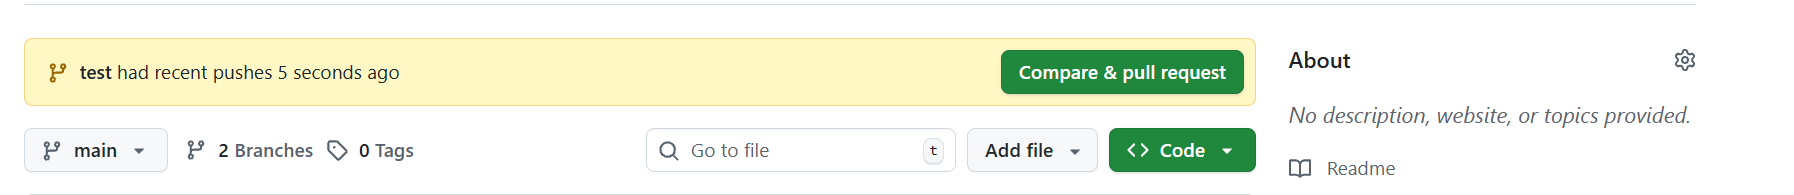 test had recent pushes 5 seconds ago
Compare & pull request
main
2 Branches
0 Tags
Go to file
t
Add file
Code
About
No description, website, or topics provided.
Readme